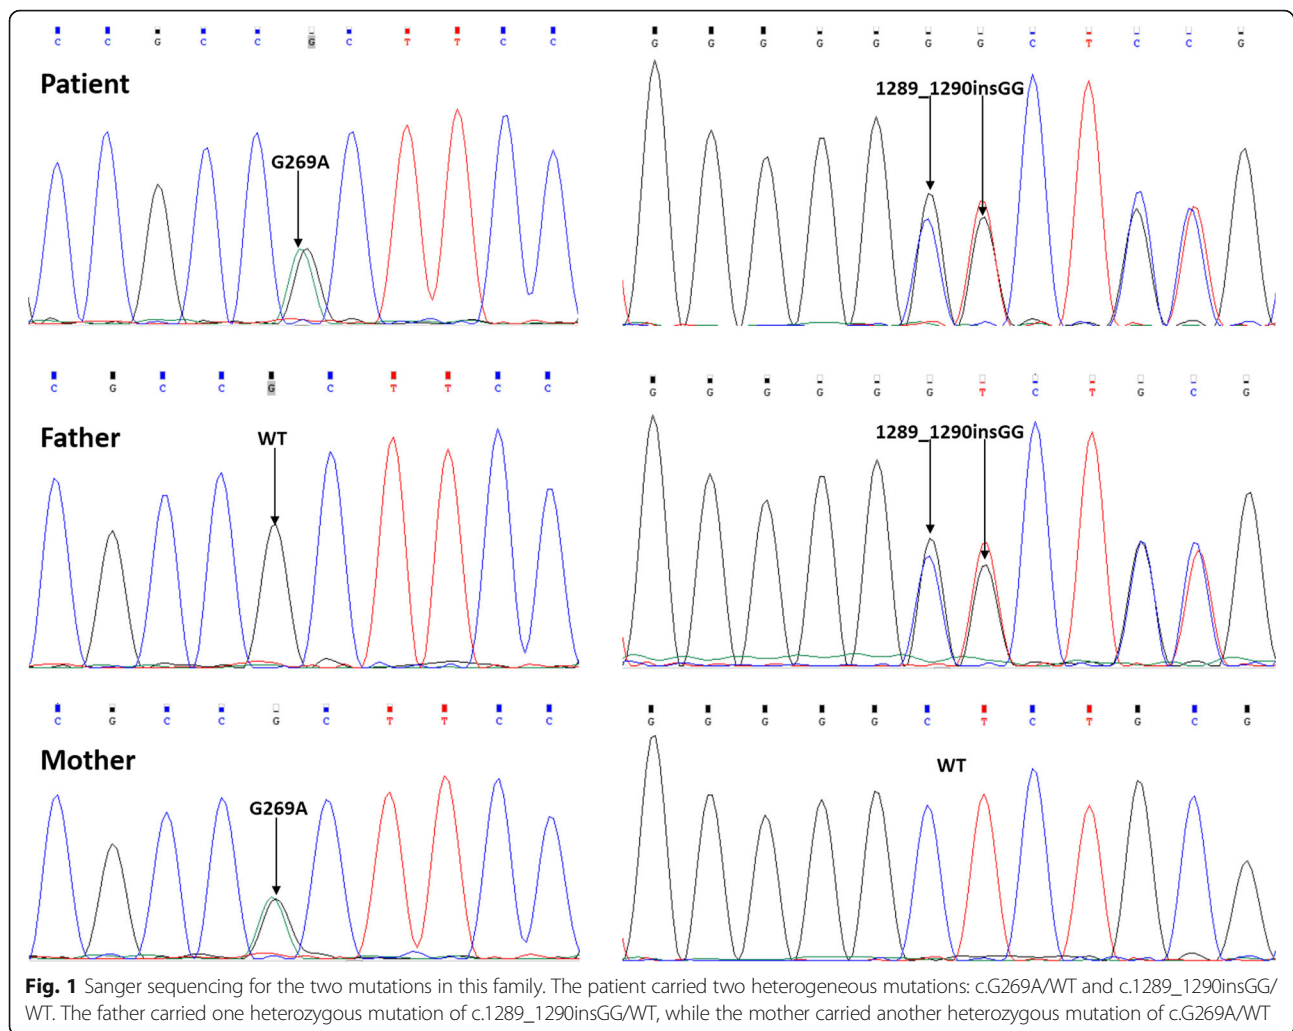 C C G C C G C T T C C
Patient
G269A
G G G G G G G C T C C G
1289_1290insGG
C G C C G C T T C C
Father
WT
G G G G G G T C T G C G
1289_1290insGG
C G C C G C T T C C
Mother
G269A
G G G G G C T C T G C G
WT
Fig. 1 Sanger sequencing for the two mutations in this family. The patient carried two heterogeneous mutations: c.G269A/WT and c.1289_1290insGG/
WT. The father carried one heterozygous mutation of c.1289_1290insGG/WT, while the mother carried another heterozygous mutation of c.G269A/WT